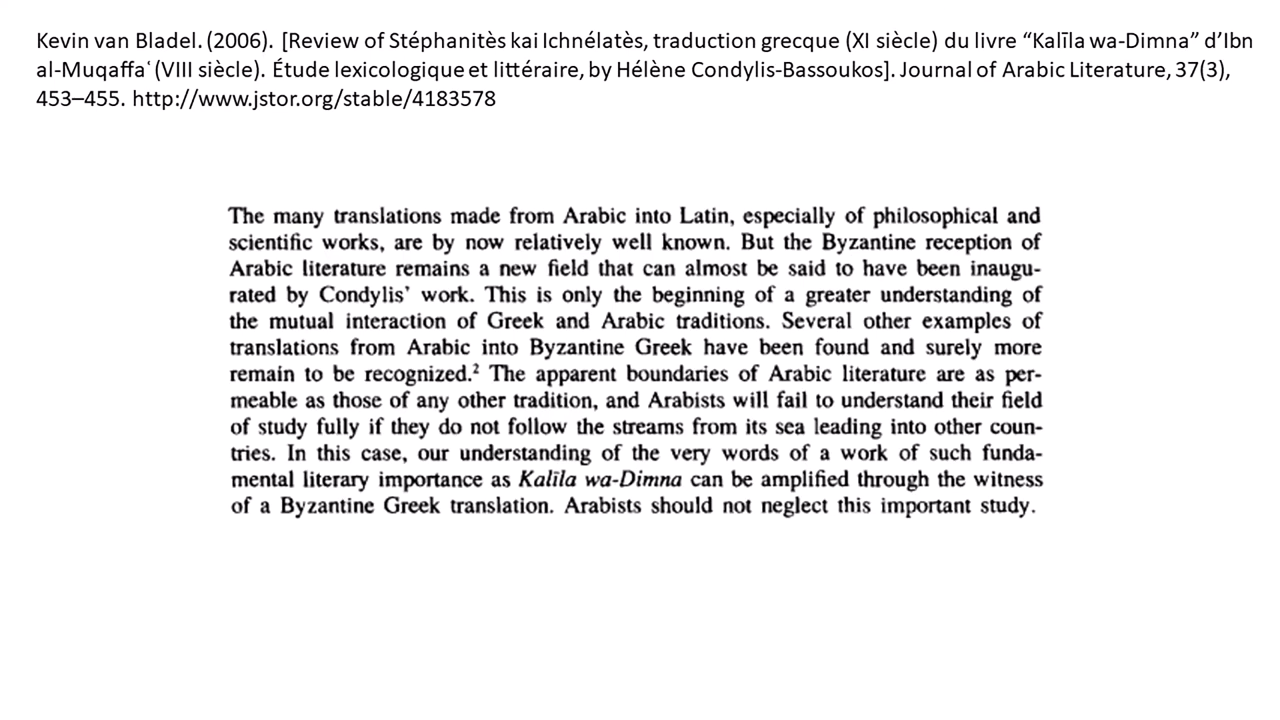 Kevin van Bladel. (2006). [Review of Stéphanitès kai Ichnélatès, traduction grecque (XI siècle) du livre “Kalīla wa-Dimna” d’Ibn
al-Muqaffaʿ (VIII siècle). Étude lexicologique et littéraire, by Hélène Condylis-Bassoukos]. Journal of Arabic Literature, 37(3),
453–455. http://www.jstor.org/stable/4183578
The many translations made from Arabic into Latin, especially of philosophical and
scientific works, are by now relatively well known. But the Byzantine reception of
Arabic literature remains a new field that can almost be said to have been inaugu-
rated by Condylis’ work. This is only the beginning of a greater understanding of
the mutual interaction of Greek and Arabic traditions. Several other examples of
translations from Arabic into Byzantine Greek have been found and surely more
remain to be recognized.² The apparent boundaries of Arabic literature are as per-
meable as those of any other tradition, and Arabists will fail to understand their field
of study fully if they do not follow the streams from its sea leading into other coun-
tries. In this case, our understanding of the very words of a work of such funda-
mental literary importance as Kalīla wa-Dimna can be amplified through the witness
of a Byzantine Greek translation. Arabists should not neglect this important study.